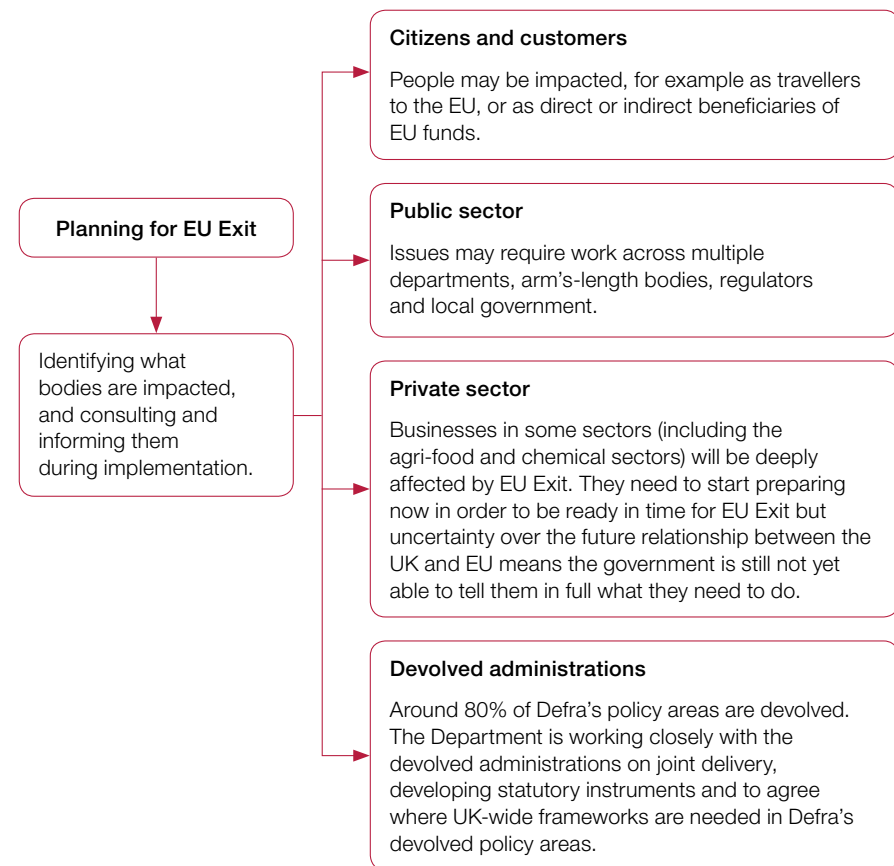 Planning for EU Exit
Identifying what
bodies are impacted,
and consulting and
informing them
during implementation.
Citizens and customers
People may be impacted, for example as travellers
to the EU, or as direct or indirect beneficiaries of
EU funds.
Public sector
Issues may require work across multiple
departments, arm’s-length bodies, regulators
and local government.
Private sector
Businesses in some sectors (including the
agri-food and chemical sectors) will be deeply
affected by EU Exit. They need to start preparing
now in order to be ready in time for EU Exit but
uncertainty over the future relationship between the
UK and EU means the government is still not yet
able to tell them in full what they need to do.
Devolved administrations
Around 80% of Defra’s policy areas are devolved.
The Department is working closely with the
devolved administrations on joint delivery,
developing statutory instruments and to agree
where UK-wide frameworks are needed in Defra’s
devolved policy areas.